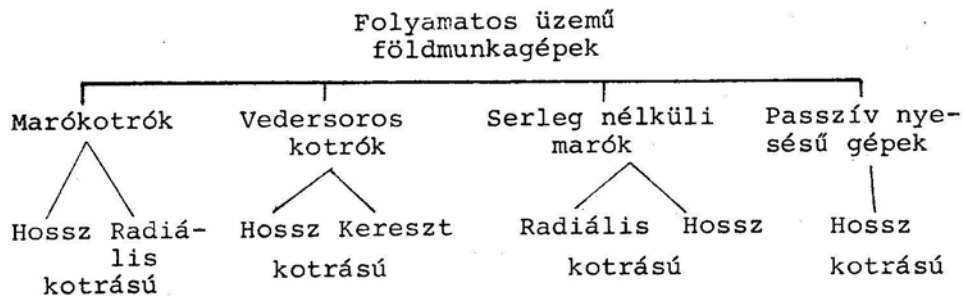 Folyamatos üzemű
földmunkagépek
Marókotrók
Vedersoros
kotrók
Serleg nélküli
marók
Passzív nye-
sésű gépek
Hossz Radiá-
lis
kotrású
Hossz Kereszt
kotrású
Radiális Hossz
kotrású
Hossz
kotrású